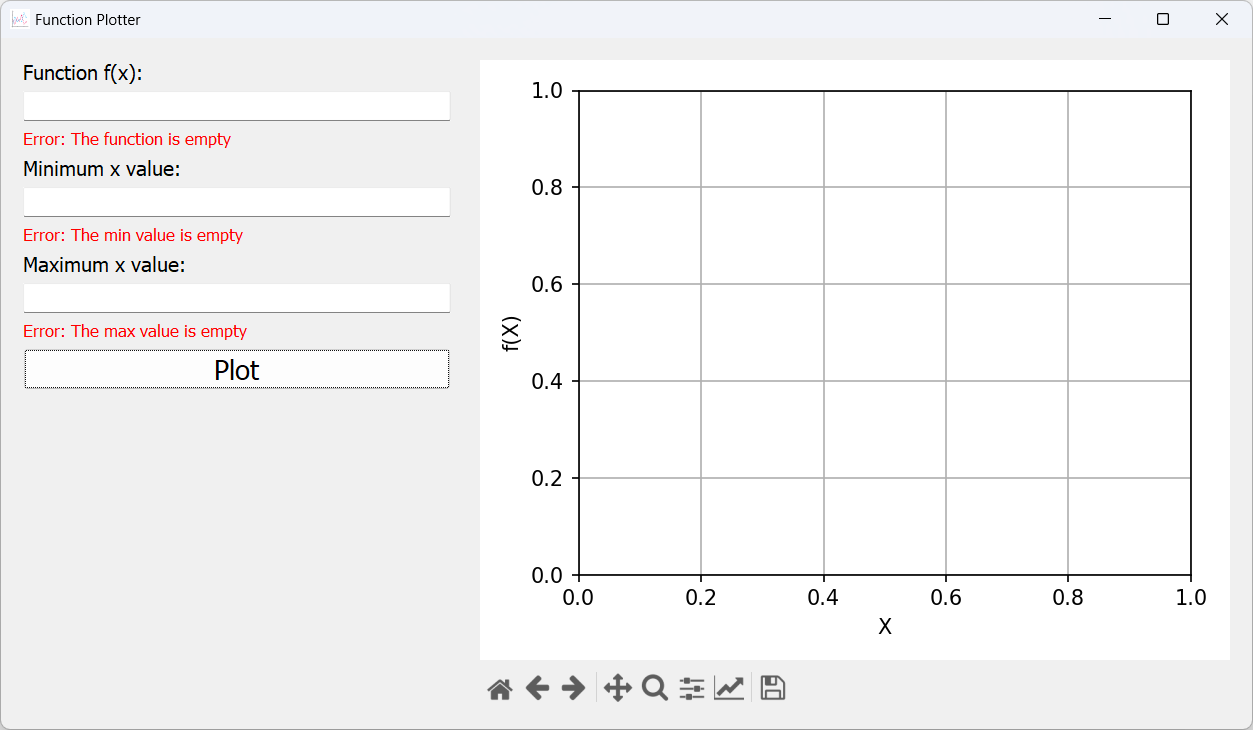 Function Plotter
Function f(x):
Error: The function is empty
Minimum x value:
Error: The min value is empty
Maximum x value:
Error: The max value is empty
Plot
1.0
0.8
0.6
0.4
0.2
0.0
f(X)
0.0 0.2 0.4 0.6 0.8 1.0
X